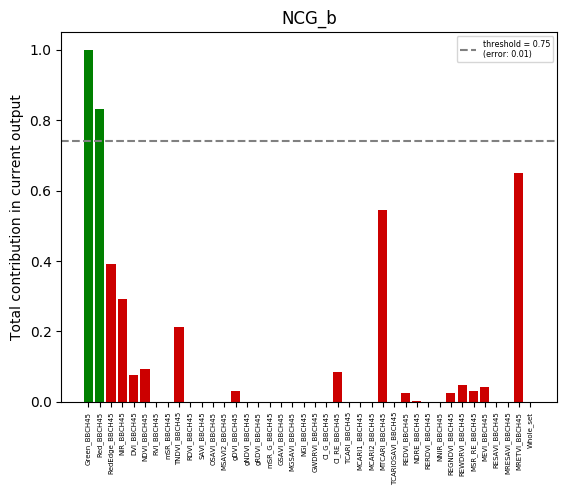 NCG_b
threshold = 0.75
(error: 0.01)
Total contribution in current output
1.0
0.8
0.6
0.4
0.2
0.0
Green_BBCH45
Red_BBCH45
RedEdge_BBCH45
NIR_BBCH45
DVI_BBCH45
NDVI_BBCH45
RVI_BBCH45
mSR_BBCH45
TNDVI_BBCH45
RDVI_BBCH45
SAVI_BBCH45
OSAVI_BBCH45
MSAVI2_BBCH45
gDVI_BBCH45
gNDVI_BBCH45
gRDVI_BBCH45
mSR_G_BBCH45
GSAVI_BBCH45
MGSAVI_BBCH45
NGI_BBCH45
GWDRVI_BBCH45
CI_G_BBCH45
CI_RE_BBCH45
TCARI_BBCH45
MCARI1_BBCH45
MCARI2_BBCH45
MTCARI_BBCH45
TCARIOSAVI_BBCH45
REDVI_BBCH45
NDRE_BBCH45
RERDVI_BBCH45
NNIR_BBCH45
REGNDVI_BBCH45
REWDRVI_BBCH45
MSR_RE_BBCH45
MEVI_BBCH45
RESAVI_BBCH45
MRESAVI_BBCH45
MRETVI_BBCH45
whole_set